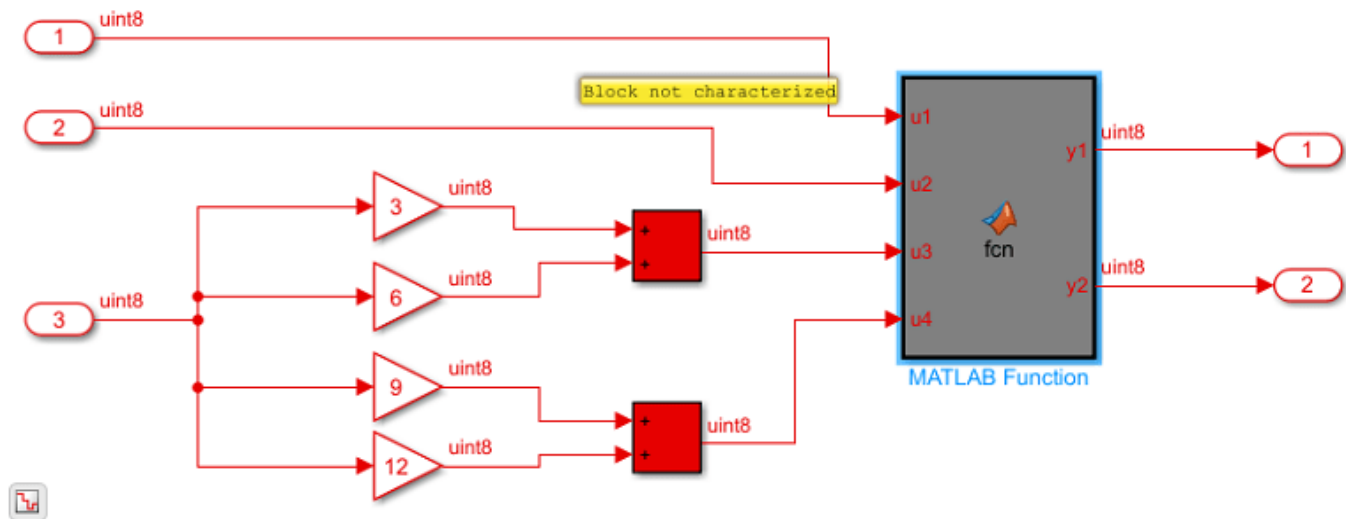 uint8
1
Block not characterized
uint8
2
u1
y1
uint8
1
u2
3
uint8
uint8
fcn
6
uint8
u3
y2
uint8
2
3
uint8
u4
9
uint8
MATLAB Function
uint8
12
uint8
+
+
+
+